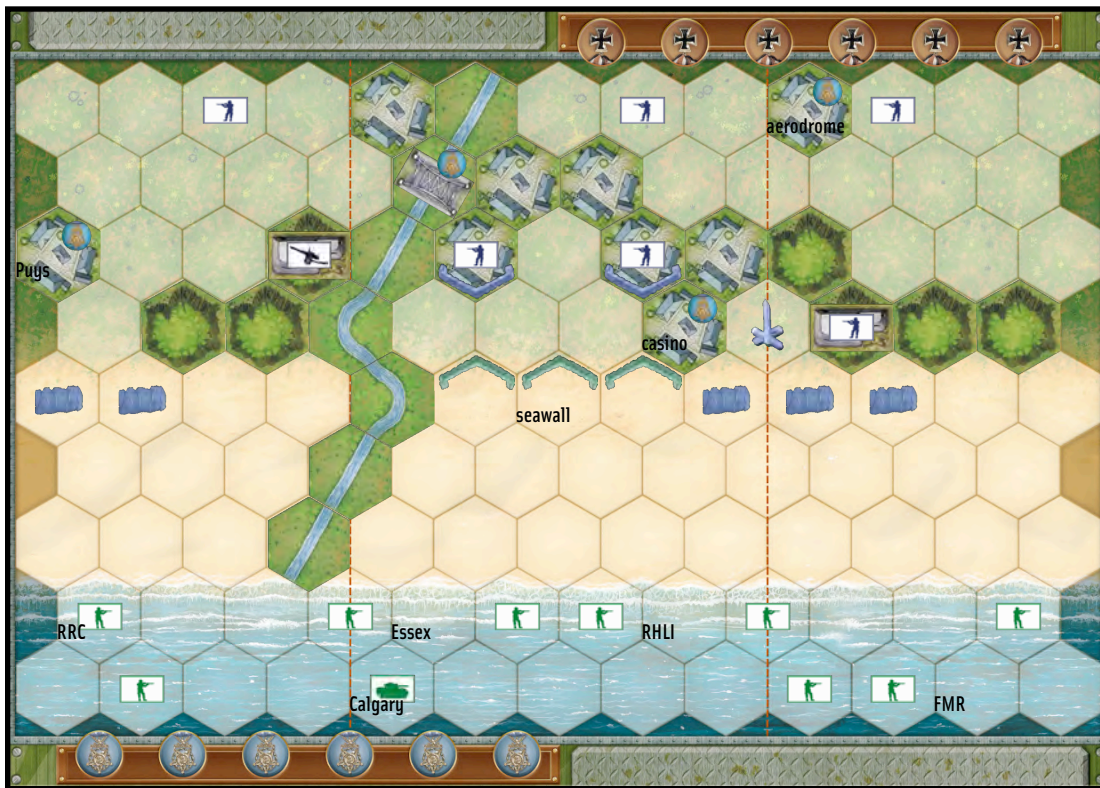 aerodrome
Puys
casino
seawall
RRC
Essex
RHLI
Calgary
FMR